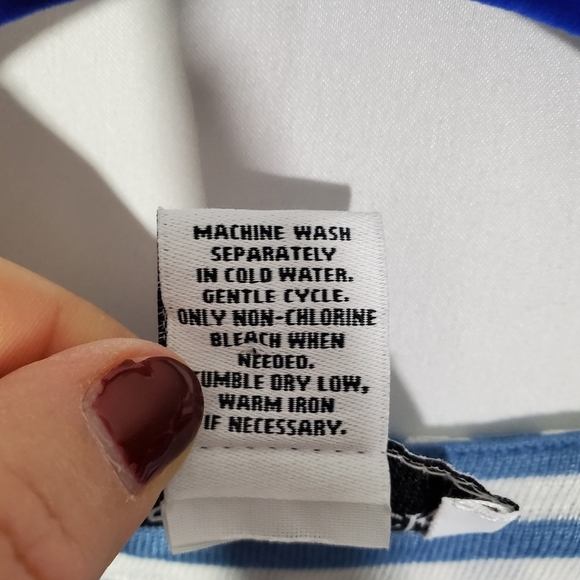 MACHINE WASH
SEPARATELY
IN COLD WATER.
GENTLE CYCLE.
ONLY NON-CHLORINE
BLEACH WHEN
NEEDED.
TUMBLE DRY LOW,
WARM IRON
IF NECESSARY.